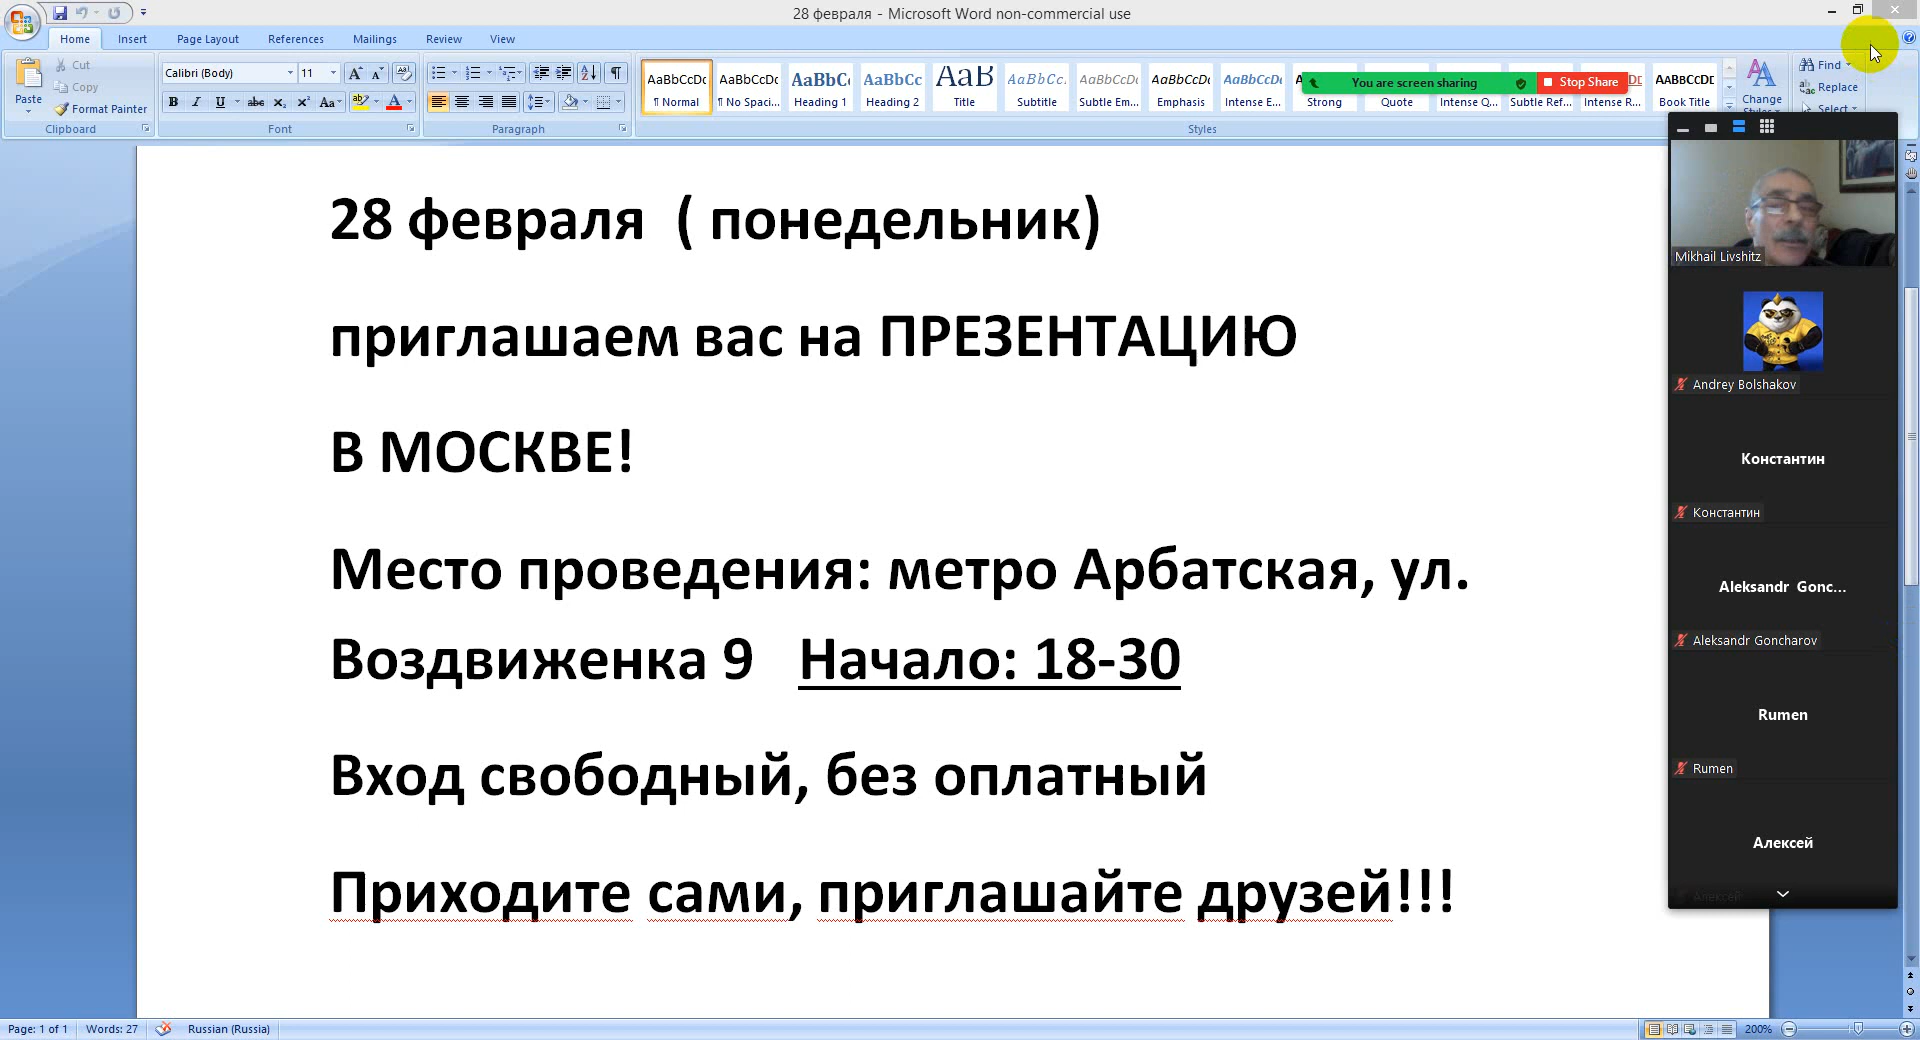 28 февраля - Microsoft Word non-commercial use
Home Insert Page Layout References Mailings Review View
Cut
Copy
Paste
Format Painter
Clipboard
Calibri (Body) 11
Font
Paragraph
AaBbCcDc AaBbCcDc AaBbC AaBbCc AaB AaBbCc. AaBbCcDc AaBbCcDc AaBbCcDc AABBCCDE
¶ Normal ¶ No Spaci... Heading 1 Heading 2 Title Subtitle Subtle Em... Emphasis Intense E... Strong Quote Intense Q... Subtle Ref... Intense R... Book Title
Styles
Change Styles
Find
Replace
Select
You are screen sharing Stop Share
28 февраля ( понедельник)
приглашаем вас на ПРЕЗЕНТАЦИЮ
В МОСКВЕ!
Место проведения: метро Арбатская, ул.
Воздвиженка 9 Начало: 18-30
Вход свободный, без оплатный
Приходите сами, приглашайте друзей!!!
Mikhail Livshitz
Andrey Bolshakov
Константин
Константин
Aleksandr Gonc...
Aleksandr Goncharov
Rumen
Rumen
Алексей
Алексей
Page: 1 of 1 Words: 27 Russian (Russia) 200%